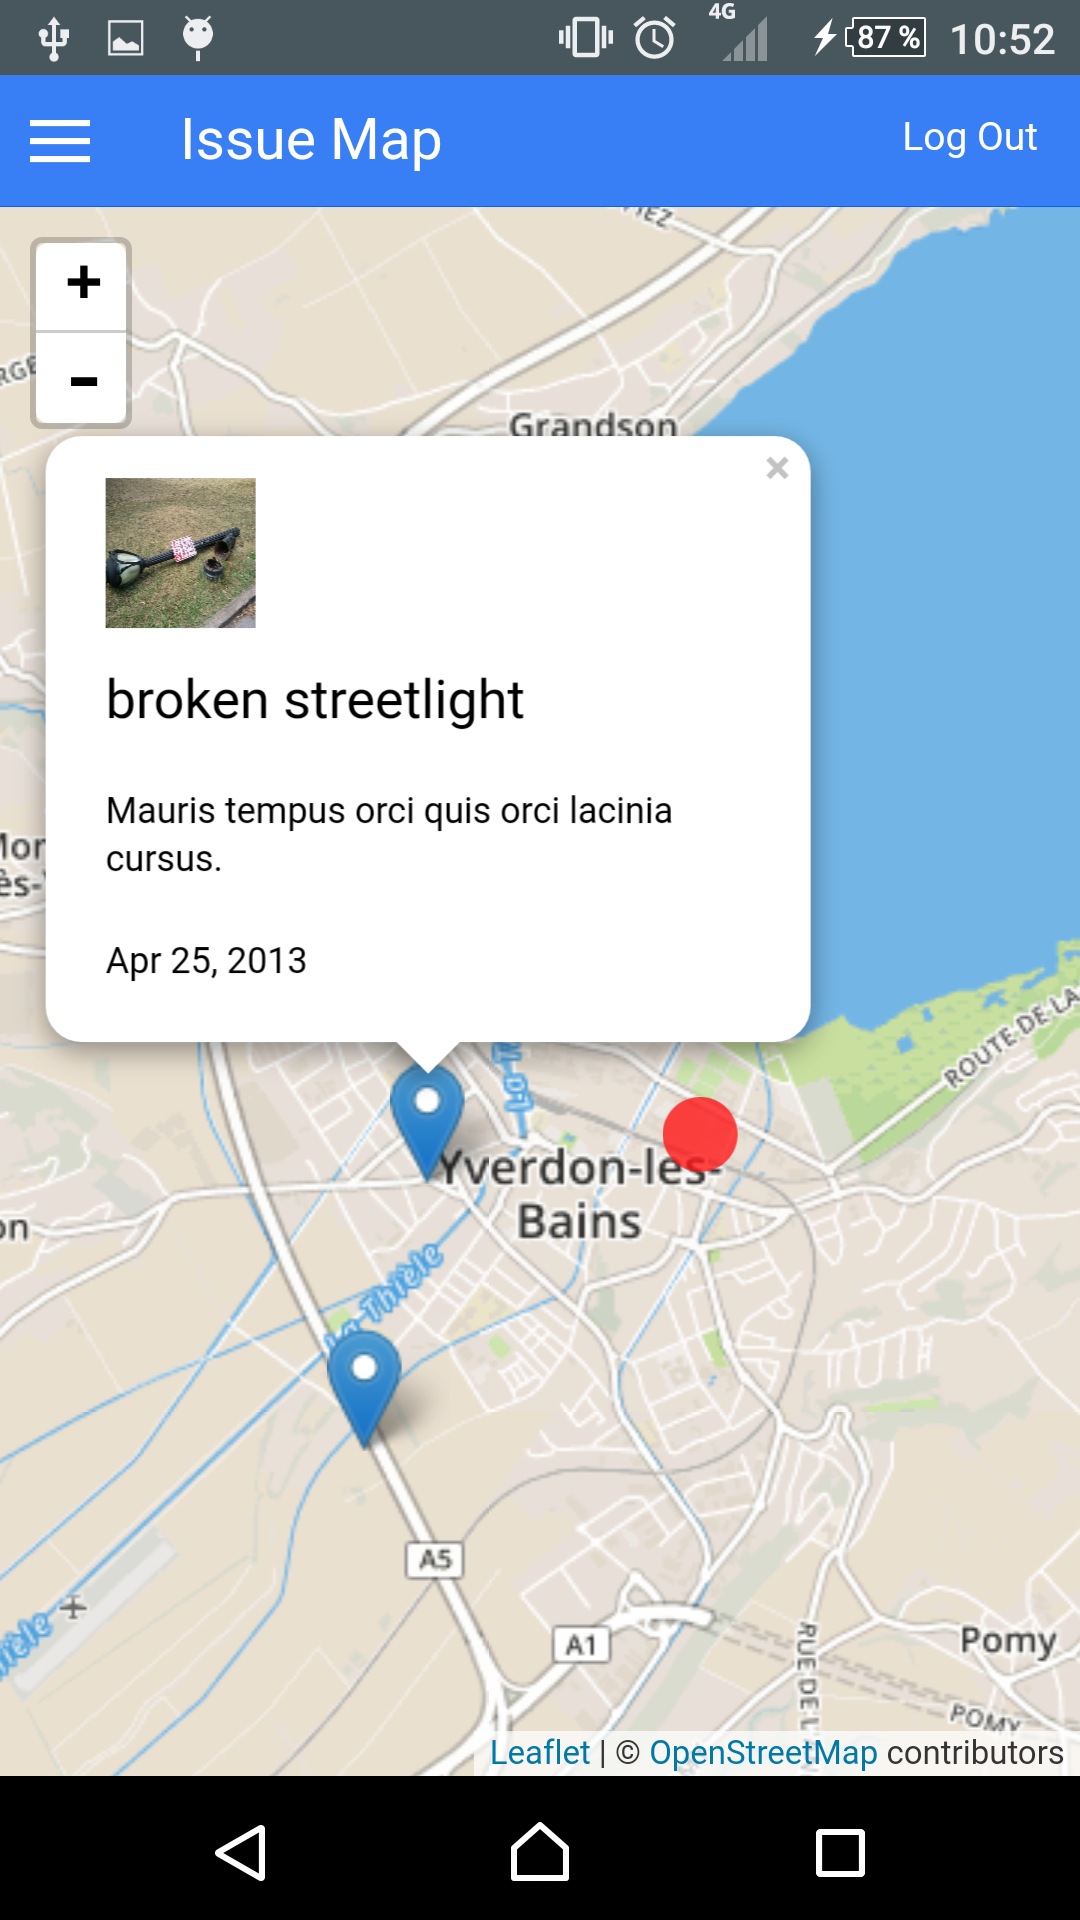 4G
87 %
10:52
Issue Map
Log Out
+
-
Grandson
×
broken streetlight
Mauris tempus orci quis orci lacinia
cursus.
Apr 25, 2013
ROUTE DE LA
Yverdon-les-
Bains
La Thièle
A5
A1
Pomy
RUE DE L'
POMY
Leaflet | © OpenStreetMap contributors